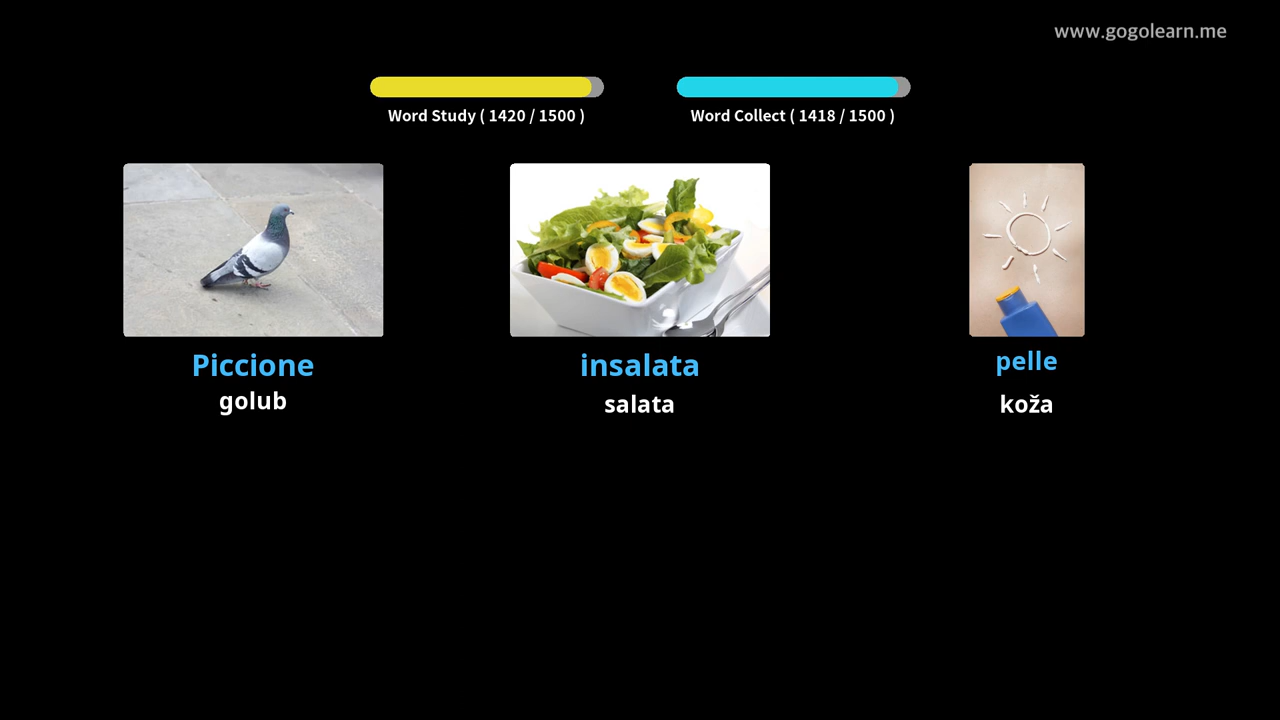 www.gogolearn.me
Word Study ( 1420 / 1500 )
Word Collect ( 1418 / 1500 )
Piccione
golub
insalata
salata
pelle
koža